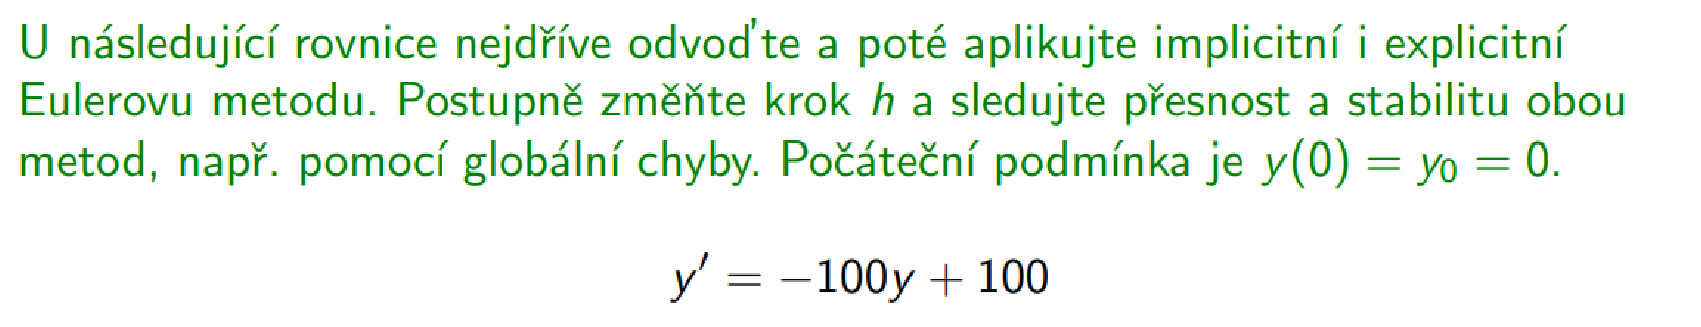 U následující rovnice nejdříve odvoďte a poté aplikujte implicitní i explicitní
Eulerovu metodu. Postupně změňte krok h a sledujte přesnost a stabilitu obou
metod, např. pomocí globální chyby. Počáteční podmínka je y(0) = y₀ = 0.
y′ = −100y + 100